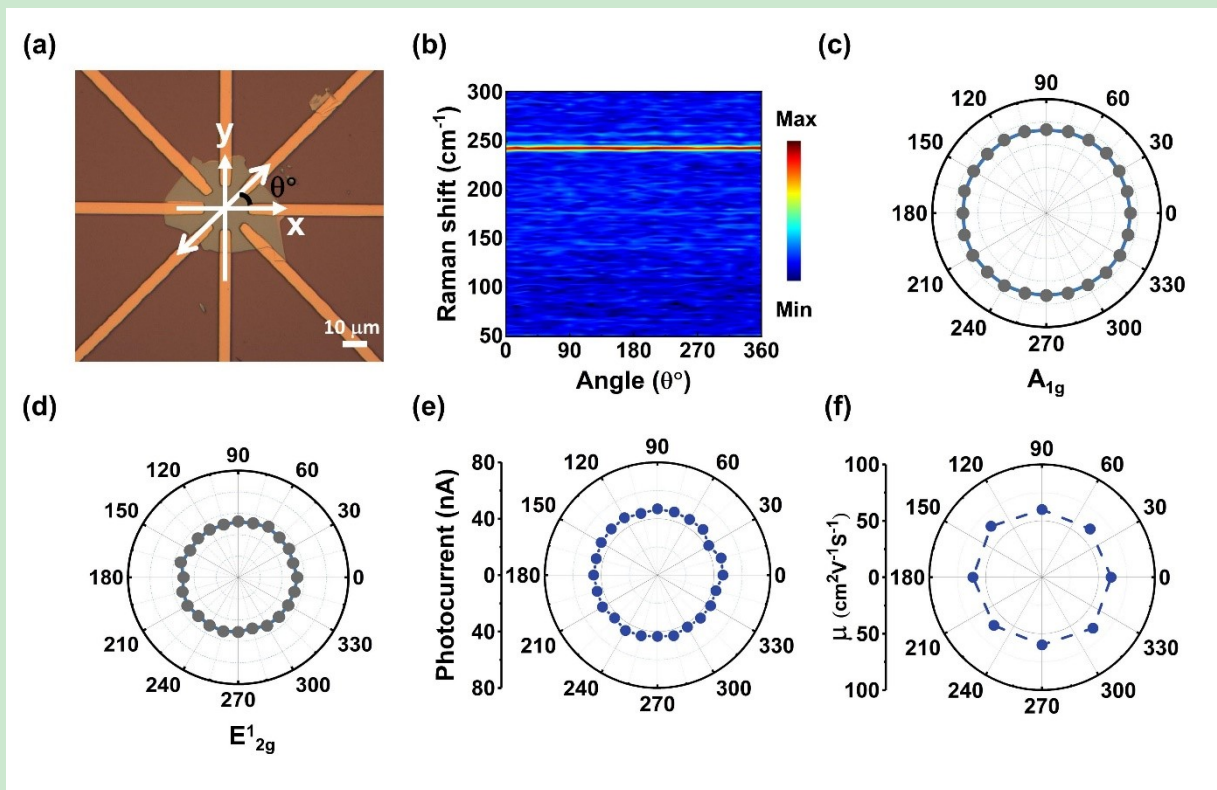 (a)
y
θ°
x
10 μm
(b)
Raman shift (cm⁻¹)
300
250
200
150
100
50
0 90 180 270 360
Angle (θ°)
Max
Min
(c)
90
120 60
150 30
180 0
210 330
240 300
270
A₁g
(d)
90
120 60
150 30
180 0
210 330
240 300
270
E¹₂g
(e)
Photocurrent (nA)
80
40
0
40
80
90
120 60
150 30
180 0
210 330
240 300
270
(f)
μ (cm²V⁻¹S⁻¹)
100
50
0
50
100
90
120 60
150 30
180 0
210 330
240 300
270